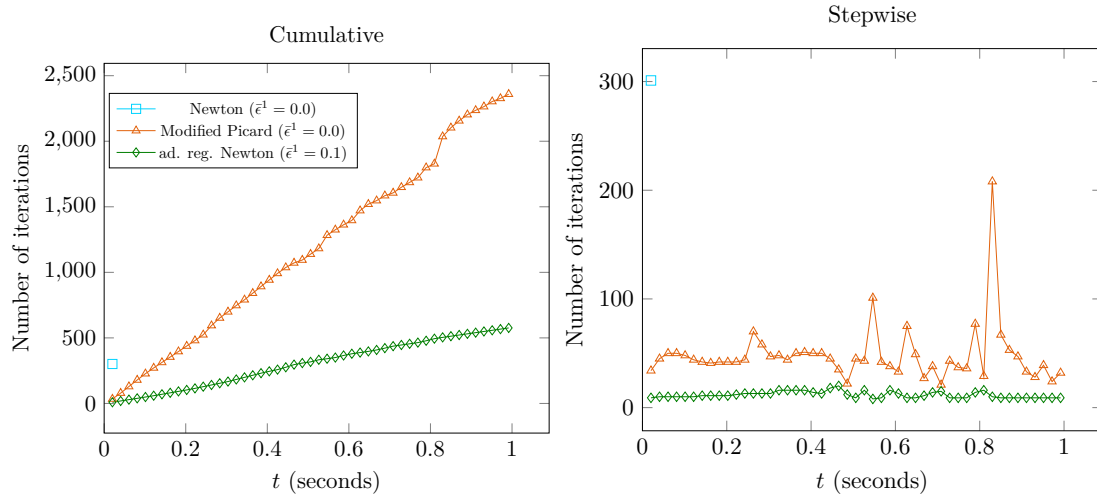 Cumulative
2,500
2,000
1,500
1,000
500
0
Number of iterations
Newton (ε̄¹ = 0.0)
Modified Picard (ε̄¹ = 0.0)
ad. reg. Newton (ε̄¹ = 0.1)
0 0.2 0.4 0.6 0.8 1
t (seconds)
Stepwise
300
200
100
0
Number of iterations
0 0.2 0.4 0.6 0.8 1
t (seconds)